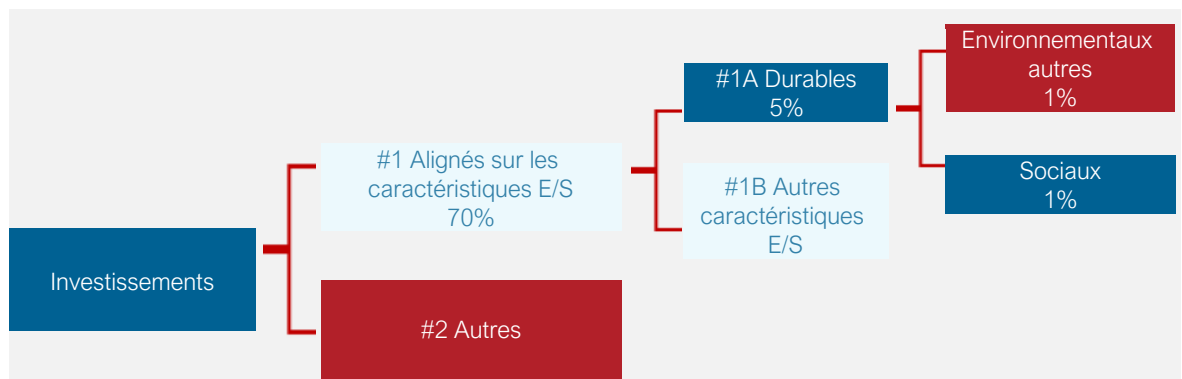 Investissements
#1 Alignés sur les
caractéristiques E/S
70%
#2 Autres
#1A Durables
5%
#1B Autres
caractéristiques
E/S
Environnementaux
autres
1%
Sociaux
1%